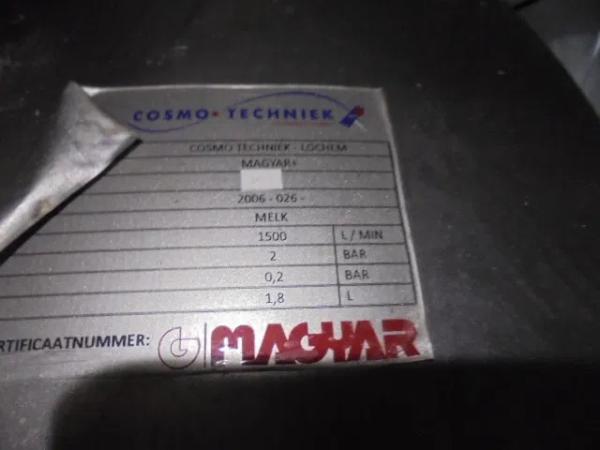 COSMO TECHNIEK
COSMO TECHNIEK - LOCHEM
MAGYAR+
2006 - 026 -
MELK
1500 L / MIN
2 BAR
0,2 BAR
1,8 L
RTIFICAATNUMMER: MAGYAR